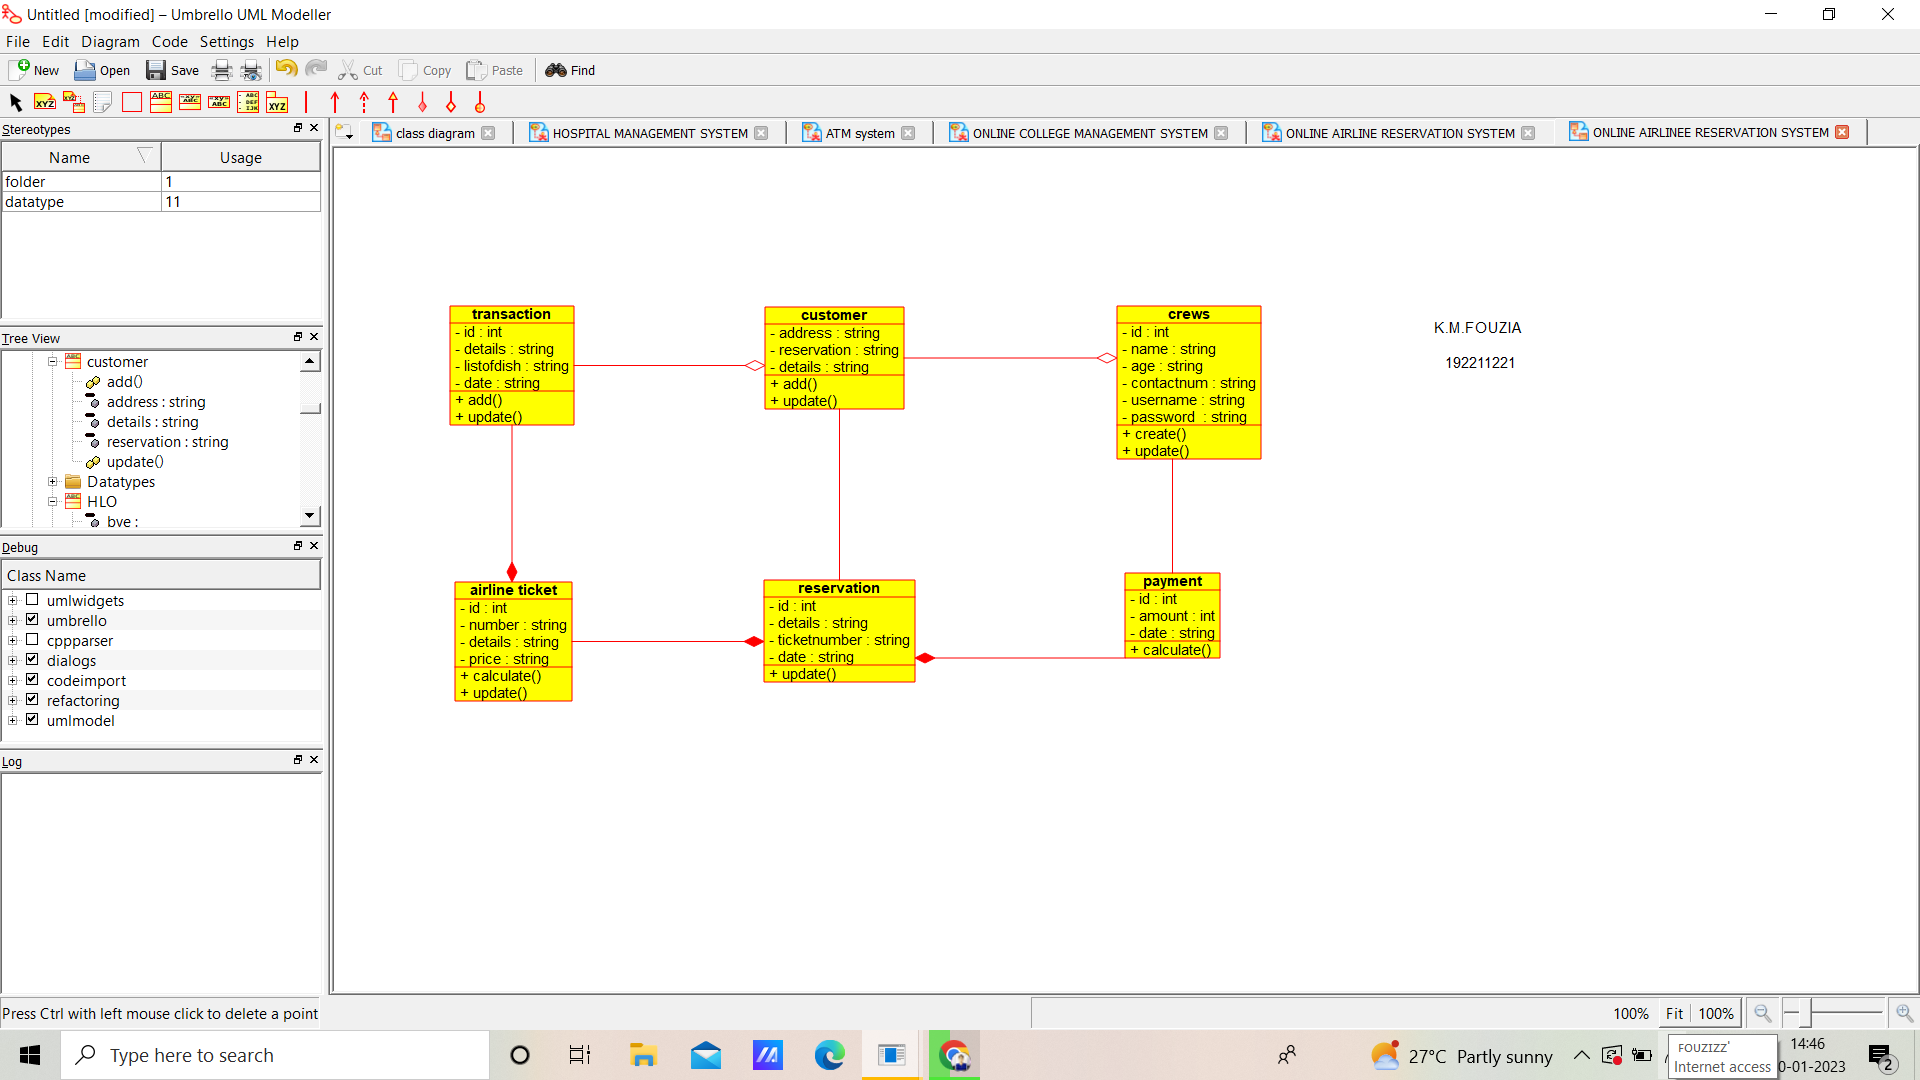 Untitled [modified] – Umbrello UML Modeller
File Edit Diagram Code Settings Help
New Open Save Cut Copy Paste Find
Stereotypes
Name Usage
folder 1
datatype 11
Tree View
customer
add()
address : string
details : string
reservation : string
update()
Datatypes
HLO
bve :
Debug
Class Name
umlwidgets
umbrello
cppparser
dialogs
codeimport
refactoring
umlmodel
Log
class diagram
HOSPITAL MANAGEMENT SYSTEM
ATM system
ONLINE COLLEGE MANAGEMENT SYSTEM
ONLINE AIRLINE RESERVATION SYSTEM
ONLINE AIRLINEE RESERVATION SYSTEM
transaction
- id : int
- details : string
- listofdish : string
- date : string
+ add()
+ update()
customer
- address : string
- reservation : string
- details : string
+ add()
+ update()
crews
- id : int
- name : string
- age : string
- contactnum : string
- username : string
- password : string
+ create()
+ update()
K.M.FOUZIA
192211221
airline ticket
- id : int
- number : string
- details : string
- price : string
+ calculate()
+ update()
reservation
- id : int
- details : string
- ticketnumber : string
- date : string
+ update()
payment
- id : int
- amount : int
- date : string
+ calculate()
Press Ctrl with left mouse click to delete a point
100% Fit 100%
Type here to search
27°C Partly sunny
FOUZIZZ'
Internet access
14:46
0-01-2023
2